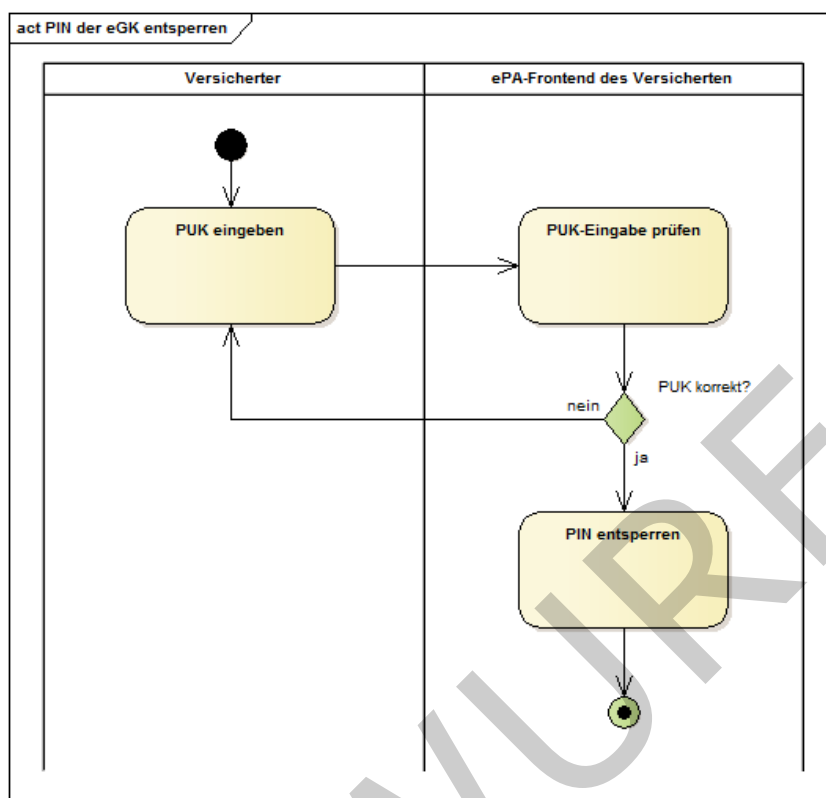 act PIN der eGK entsperren
Versicherter
ePA-Frontend des Versicherten
PUK eingeben
PUK-Eingabe prüfen
PUK korrekt?
nein
ja
PIN entsperren